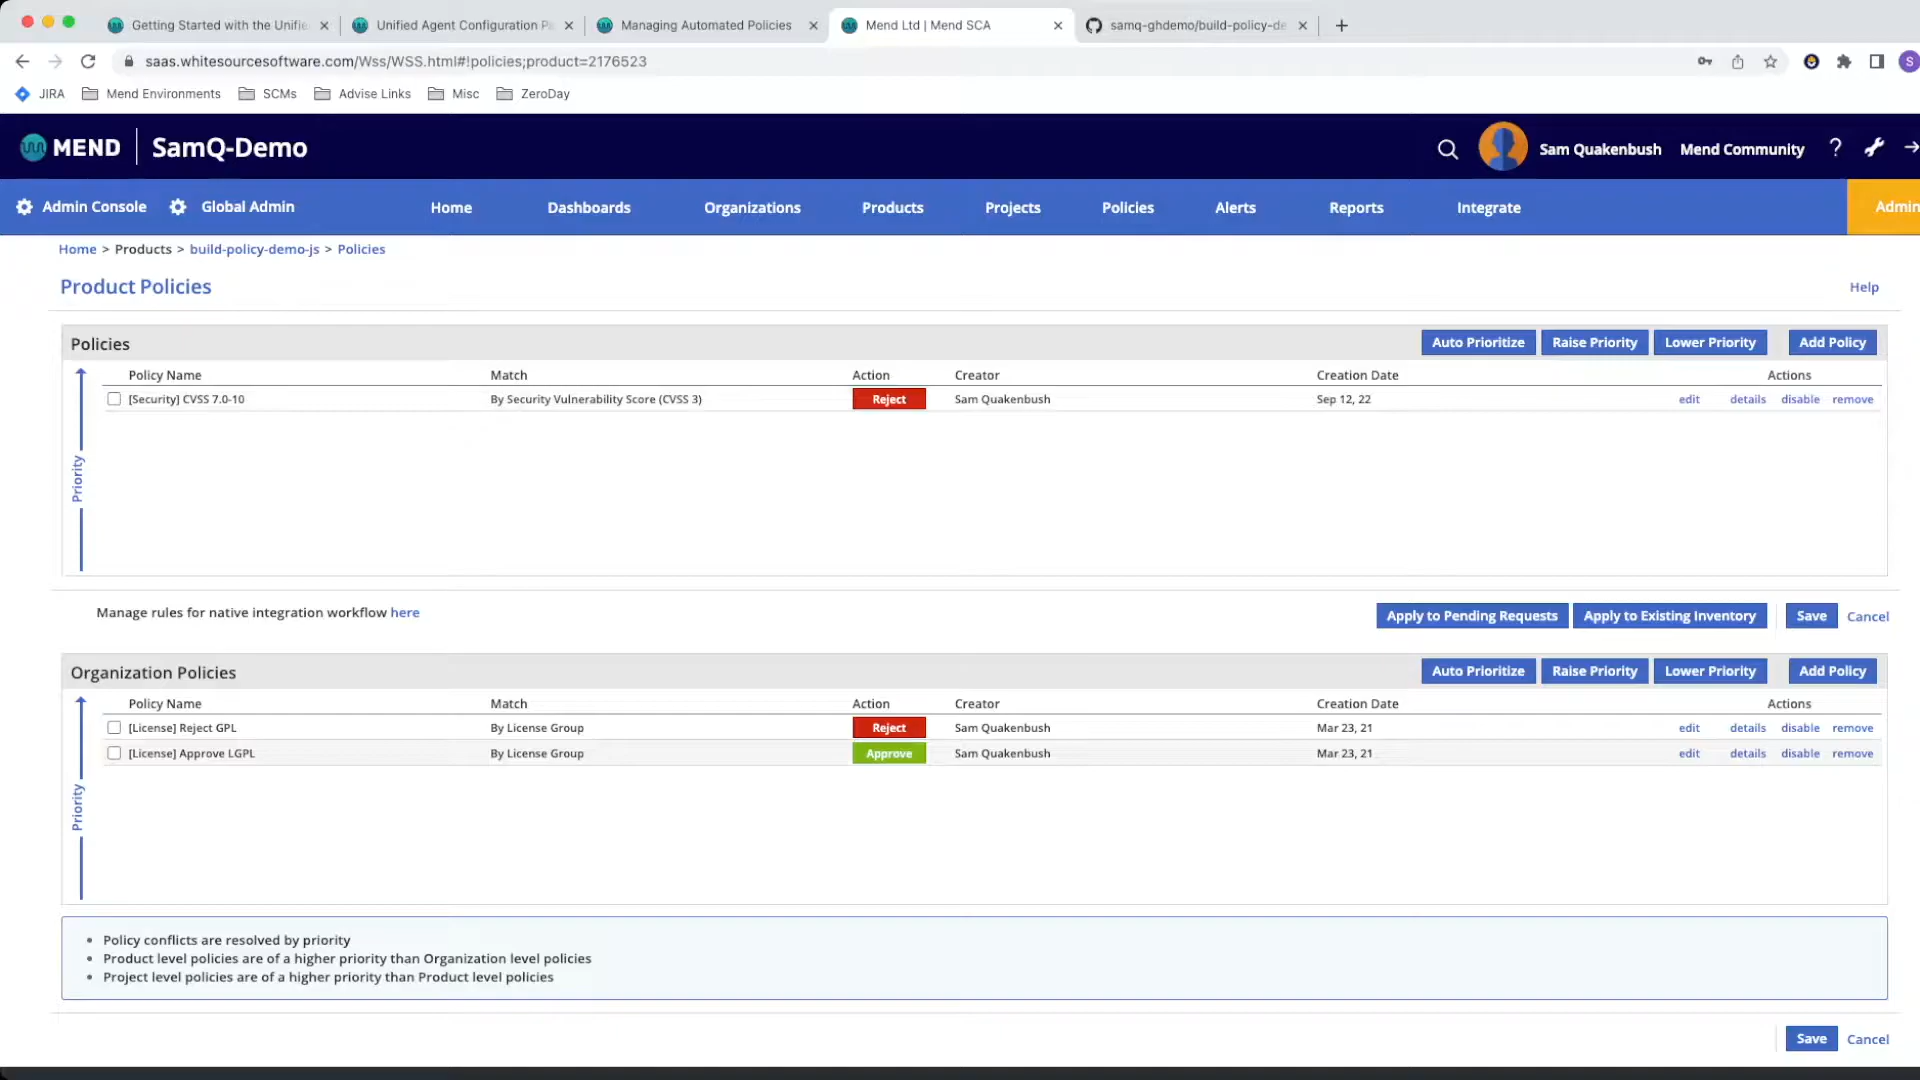 Getting Started with the Unifie
Unified Agent Configuration Pa
Managing Automated Policies
Mend Ltd | Mend SCA
samq-ghdemo/build-policy-de
saas.whitesourcesoftware.com/Wss/WSS.html#!policies;product=2176523
S
JIRA
Mend Environments
SCMs
Advise Links
Misc
ZeroDay
MEND
SamQ-Demo
Sam Quakenbush
Mend Community
?
Admin Console
Global Admin
Home
Dashboards
Organizations
Products
Projects
Policies
Alerts
Reports
Integrate
Admin
Home > Products > build-policy-demo-js > Policies
Product Policies
Help
Policies
Auto Prioritize
Raise Priority
Lower Priority
Add Policy
Policy Name Match Action Creator Creation Date Actions
[Security] CVSS 7.0-10 By Security Vulnerability Score (CVSS 3) Reject Sam Quakenbush Sep 12, 22 edit details disable remove
Priority
Manage rules for native integration workflow here
Apply to Pending Requests
Apply to Existing Inventory
Save
Cancel
Organization Policies
Auto Prioritize
Raise Priority
Lower Priority
Add Policy
Policy Name Match Action Creator Creation Date Actions
[License] Reject GPL By License Group Reject Sam Quakenbush Mar 23, 21 edit details disable remove
[License] Approve LGPL By License Group Approve Sam Quakenbush Mar 23, 21 edit details disable remove
Priority
• Policy conflicts are resolved by priority
• Product level policies are of a higher priority than Organization level policies
• Project level policies are of a higher priority than Product level policies
Save
Cancel